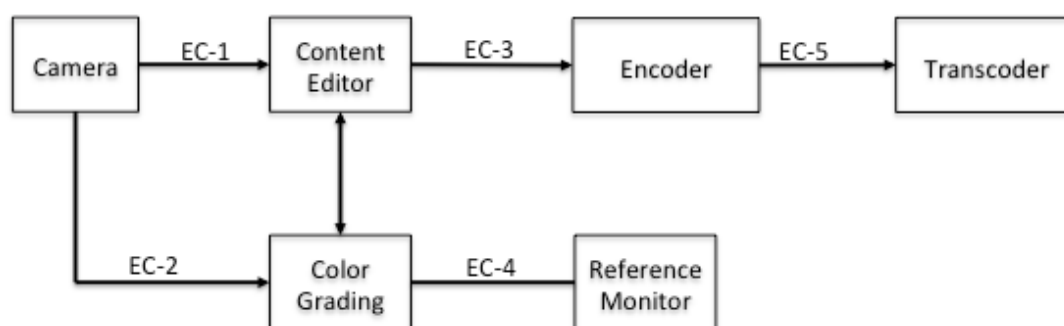 Camera
EC-1
Content
Editor
EC-3
Encoder
EC-5
Transcoder
EC-2
Color
Grading
EC-4
Reference
Monitor